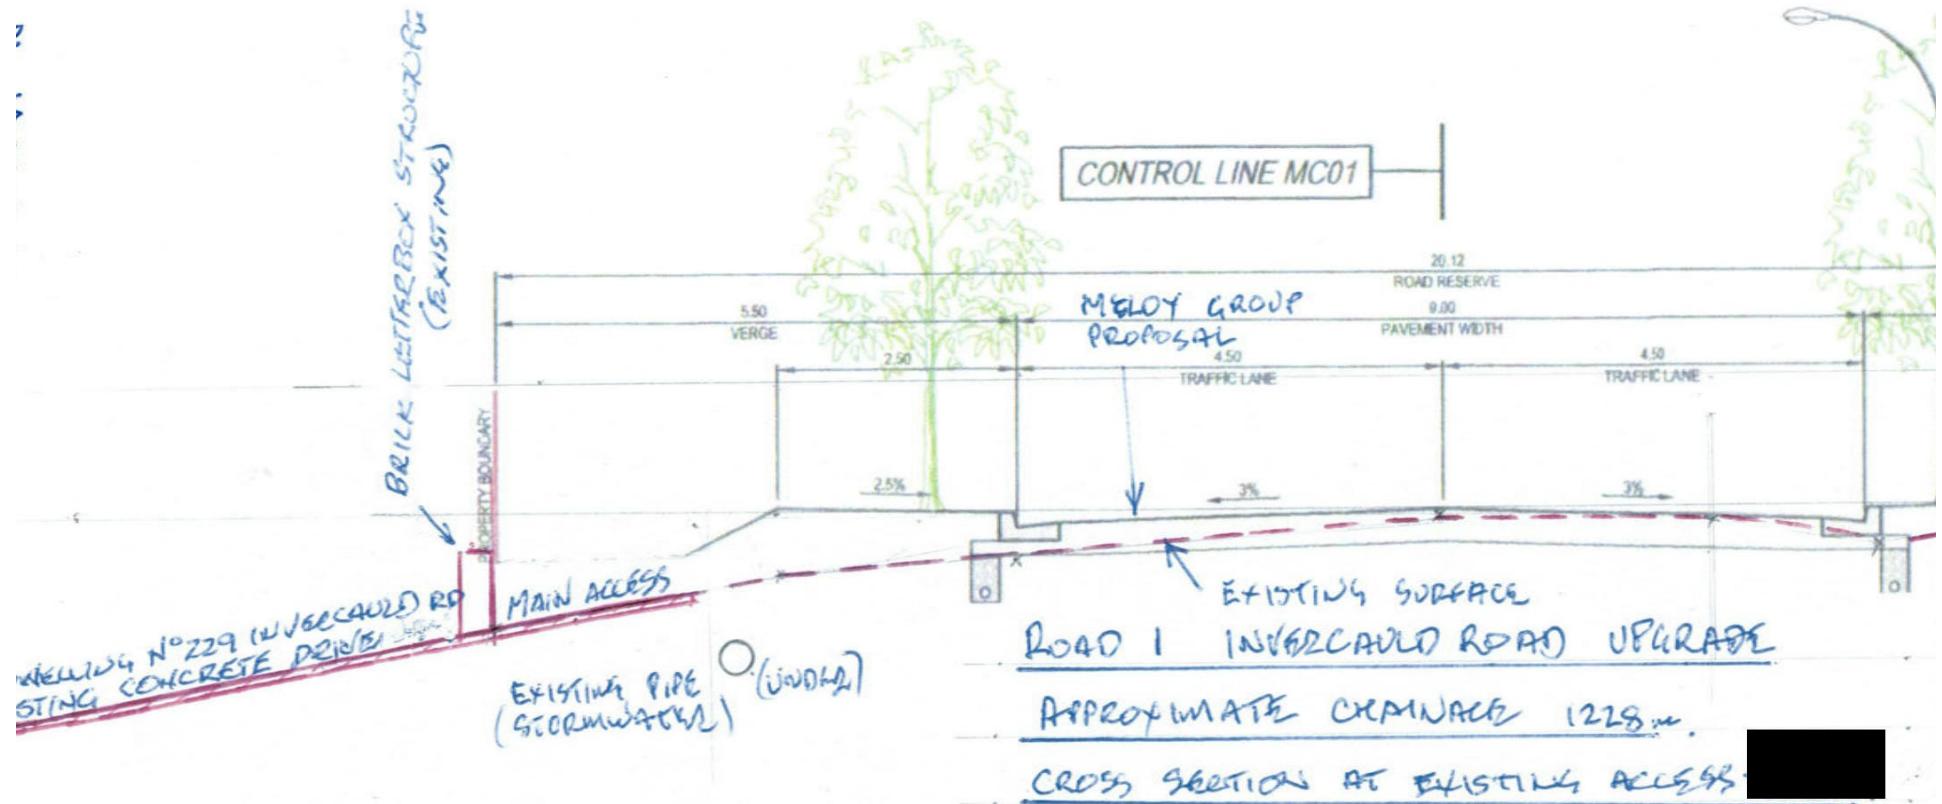 BRICK LETTERBOX STRUCTURE
(EXISTING)
CONTROL LINE MC01
20.12
ROAD RESERVE
5.50
VERGE
MELOY GROUP
PROPOSAL
9.00
PAVEMENT WIDTH
2.50
4.50
TRAFFIC LANE
4.50
TRAFFIC LANE
PROPERTY BOUNDARY
2.5%
3%
3%
MAIN ACCESS
WELLING Nº229 INVERCAULD RD
STING CONCRETE DRIVE
EXISTING PIPE (UNDER)
(STORMWATER)
EXISTING SURFACE
ROAD 1 INVERCAULD ROAD UPGRADE
APPROXIMATE CHAINAGE 1228m.
CROSS SECTION AT EXISTING ACCESS